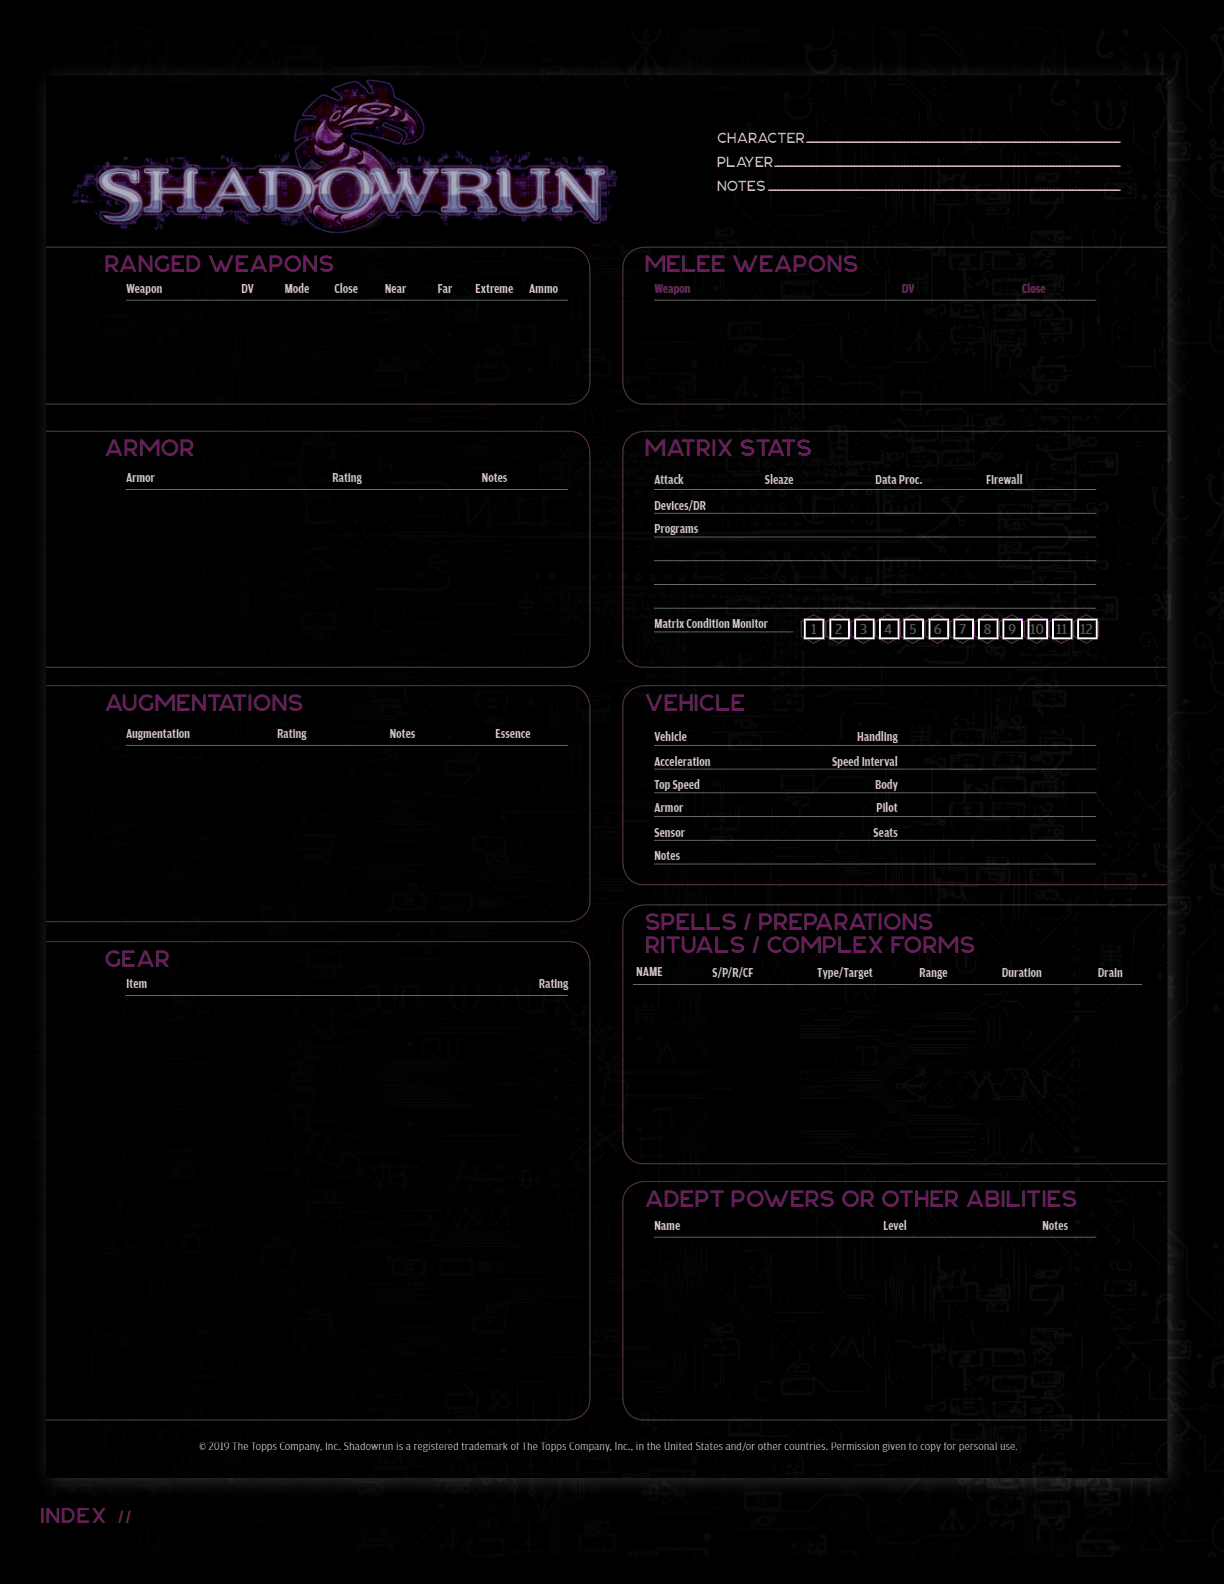 SHADOWRUN
CHARACTER
PLAYER
NOTES
RANGED WEAPONS
Weapon DV Mode Close Near Far Extreme Ammo
MELEE WEAPONS
Weapon DV Close
ARMOR
Armor Rating Notes
MATRIX STATS
Attack Sleaze Data Proc. Firewall
Devices/DR
Programs
Matrix Condition Monitor 1 2 3 4 5 6 7 8 9 10 11 12
AUGMENTATIONS
Augmentation Rating Notes Essence
VEHICLE
Vehicle Handling
Acceleration Speed Interval
Top Speed Body
Armor Pilot
Sensor Seats
Notes
GEAR
Item Rating
SPELLS / PREPARATIONS
RITUALS / COMPLEX FORMS
NAME S/P/R/CF Type/Target Range Duration Drain
ADEPT POWERS OR OTHER ABILITIES
Name Level Notes
© 2019 The Topps Company, Inc. Shadowrun is a registered trademark of The Topps Company, Inc., in the United States and/or other countries. Permission given to copy for personal use.
INDEX //